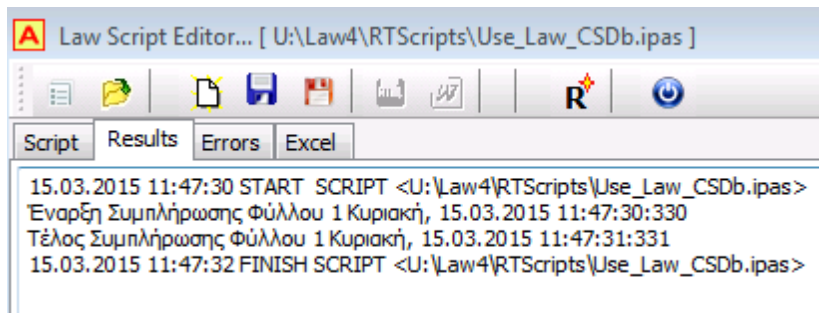 A Law Script Editor... [ U:\Law4\RTScripts\Use_Law_CSDb.ipas ]
R
Script Results Errors Excel
15.03.2015 11:47:30 START SCRIPT <U:\Law4\RTScripts\Use_Law_CSDb.ipas>
Έναρξη Συμπλήρωσης Φύλλου 1 Κυριακή, 15.03.2015 11:47:30:330
Τέλος Συμπλήρωσης Φύλλου 1 Κυριακή, 15.03.2015 11:47:31:331
15.03.2015 11:47:32 FINISH SCRIPT <U:\Law4\RTScripts\Use_Law_CSDb.ipas>